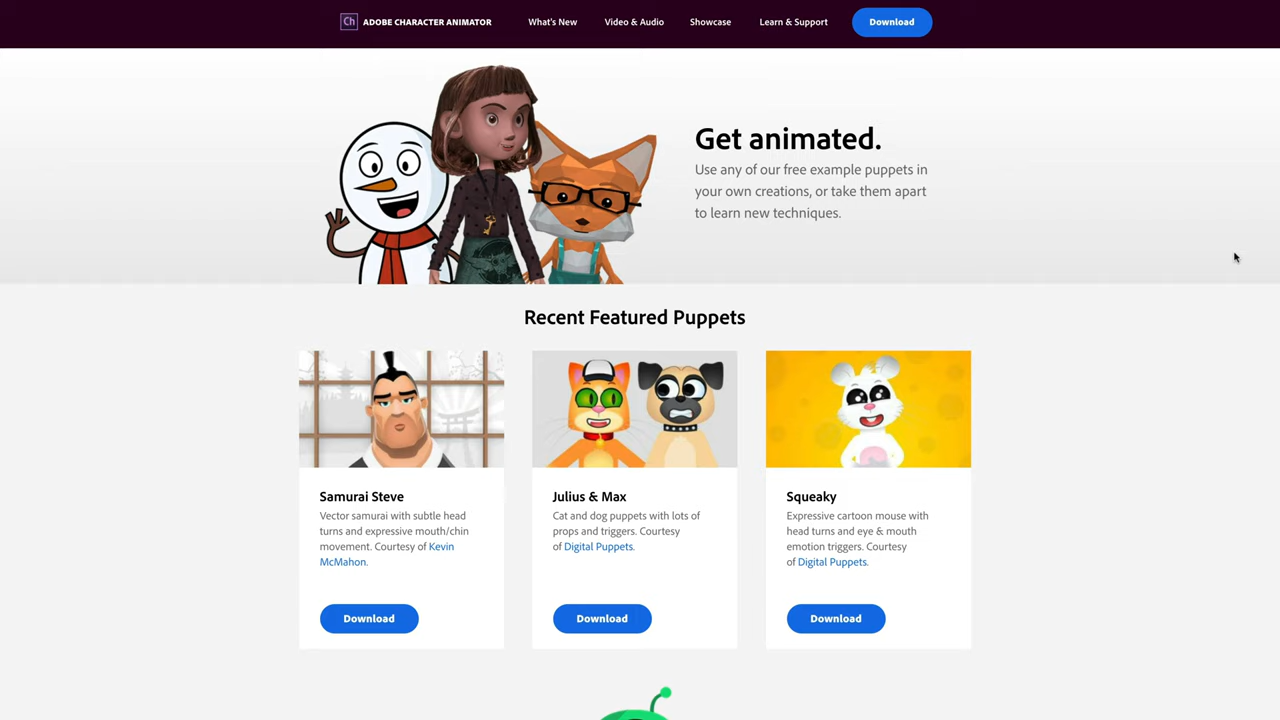 Ch ADOBE CHARACTER ANIMATOR What's New Video & Audio Showcase Learn & Support Download
Get animated.
Use any of our free example puppets in
your own creations, or take them apart
to learn new techniques.
Recent Featured Puppets
Samurai Steve
Vector samurai with subtle head
turns and expressive mouth/chin
movement. Courtesy of Kevin
McMahon.
Download
Julius & Max
Cat and dog puppets with lots of
props and triggers. Courtesy
of Digital Puppets.
Download
Squeaky
Expressive cartoon mouse with
head turns and eye & mouth
emotion triggers. Courtesy
of Digital Puppets.
Download